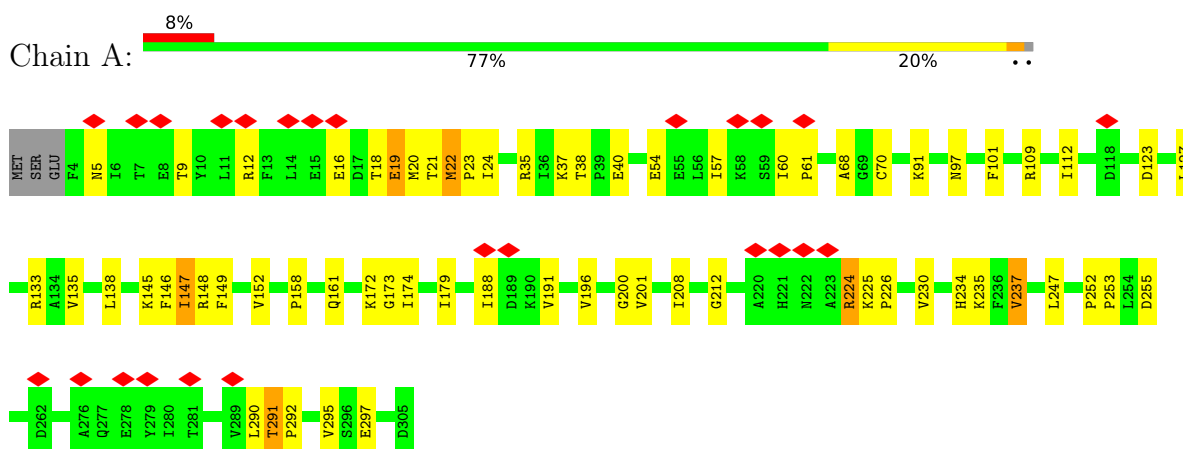 8%
Chain A:
77% 20% • •
MET SER GLU F4 N5 I6 T7 E8 T9 Y10 L11 R12 F13 L14 E15 E16 D17 T18 E19 M20 T21 M22 P23 I24 R35 I36 K37 T38 P39 E40 E54 E55 L56 I57 K58 S59 I60 P61 A68 G69 C70 K91 N97 F101 R109 I112 D118 D123
R133 A134 V135 L138 K145 F146 I147 R148 F149 V152 P158 Q161 K172 G173 I174 I179 I188 D189 K190 V191 V196 G200 V201 I208 G212 A220 H221 N222 A223 R224 K225 P226 V230 H234 K235 F236 V237 L247 P252 P253 L254 D255
D262 A276 Q277 E278 Y279 I280 T281 V289 L290 T291 P292 V295 S296 E297 D305